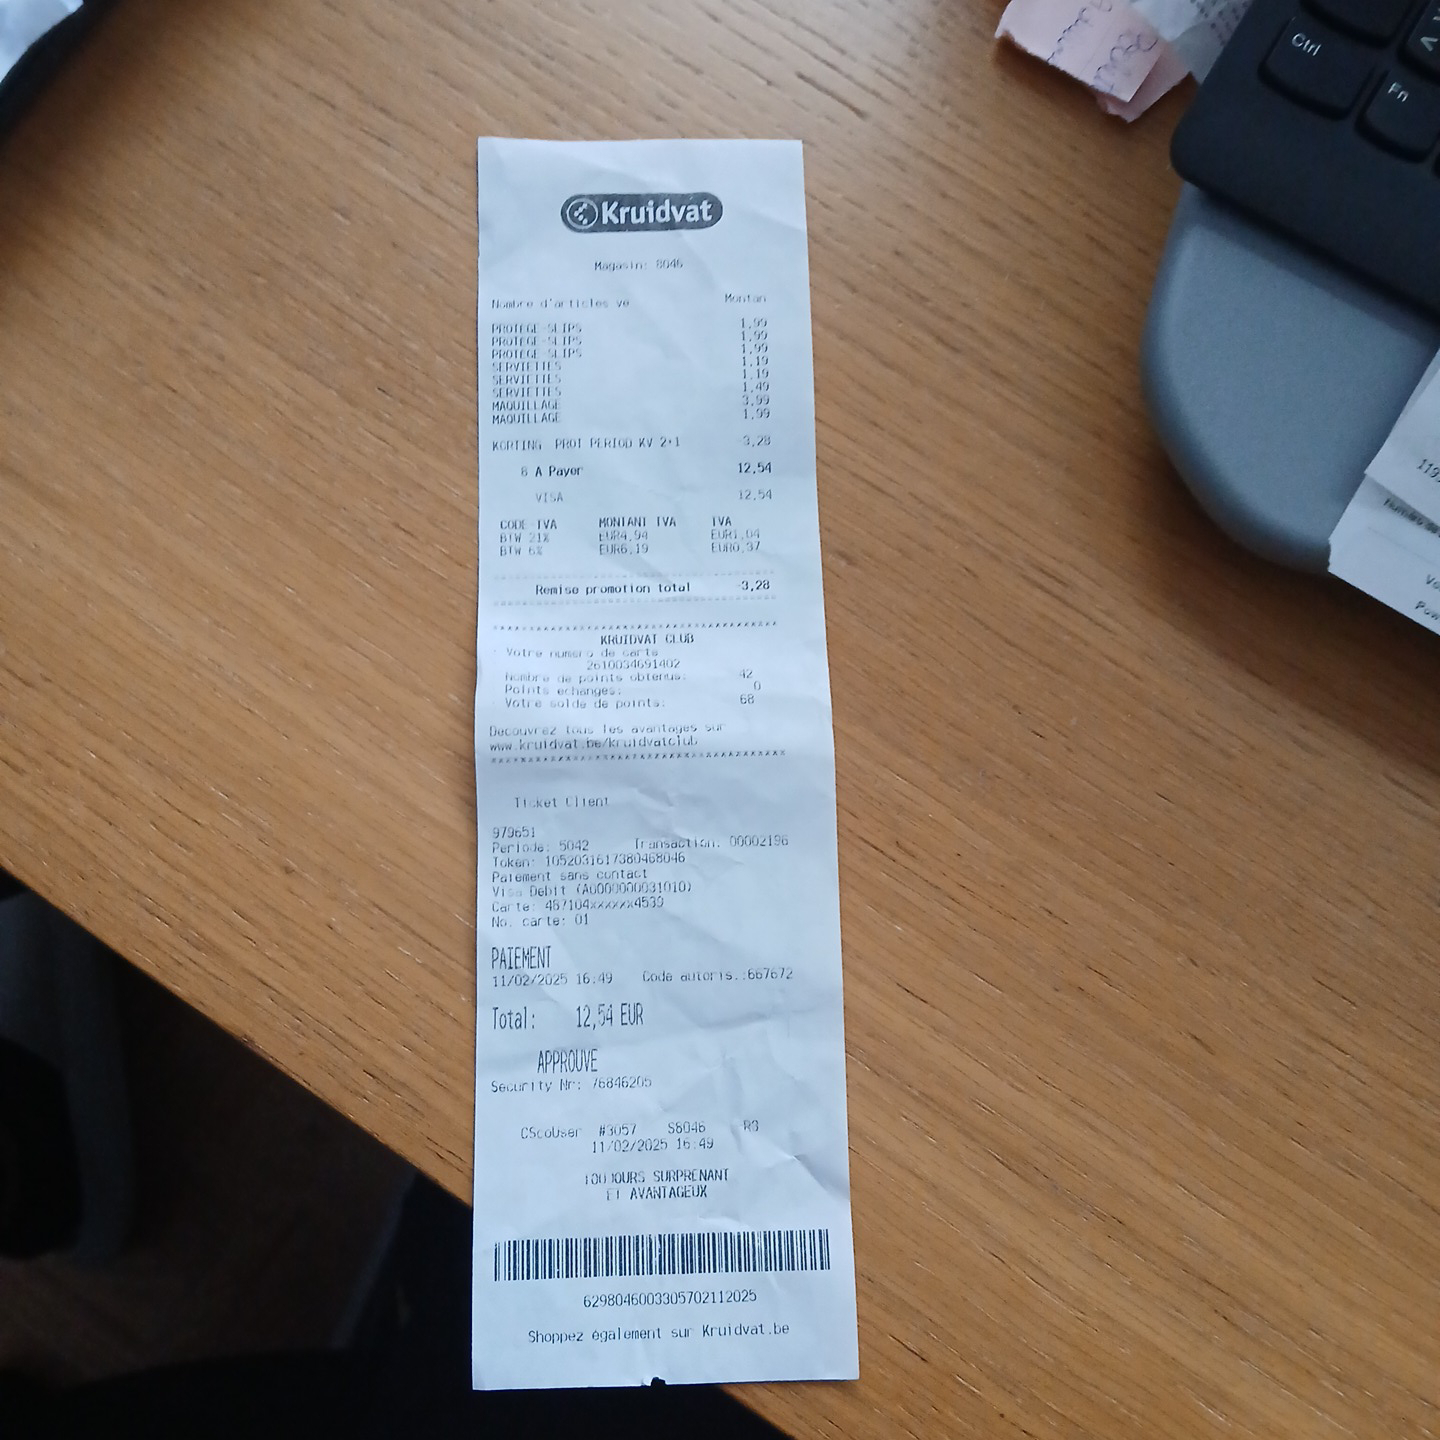 Kruidvat
Magasin: 8046
Nombre d'articles ve Montan
PROTEGE-SLIPS 1,99
PROTEGE-SLIPS 1,99
PROTEGE-SLIPS 1,99
SERVIETTES 1,19
SERVIETTES 1,19
SERVIETTES 1,49
MAQUILLAGE 3,99
MAQUILLAGE 1,99
KORTING PROT PERIOD KV 2+1 -3,28
8 A Payer 12,54
VISA 12,54
CODE TVA MONTANT TVA TVA
BTW 21% EUR4,94 EUR1,04
BTW 6% EUR6,19 EUR0,37
Remise promotion total -3,28
KRUIDVAT CLUB
Votre numero de carte
2610034691402
Nombre de points obtenus: 42
Points echanges: 0
Votre solde de points: 68
Decouvrez tous les avantages sur
www.kruidvat.be/kruidvatclub
Ticket Client
979651
Periode: 5042 Transaction: 00002196
Token: 1052031617380468046
Paiement sans contact
Visa Debit (A0000000031010)
Carte: 487104xxxxxx4539
No. carte: 01
PAIEMENT
11/02/2025 16:49 Code autoris.:667672
Total: 12,54 EUR
APPROUVE
Security Nr: 76846205
CScoUser #3057 S8046 R3
11/02/2025 16:49
TOUJOURS SURPRENANT
ET AVANTAGEUX
6298046003305702112025
Shoppez également sur Kruidvat.be
Ctrl
Fn